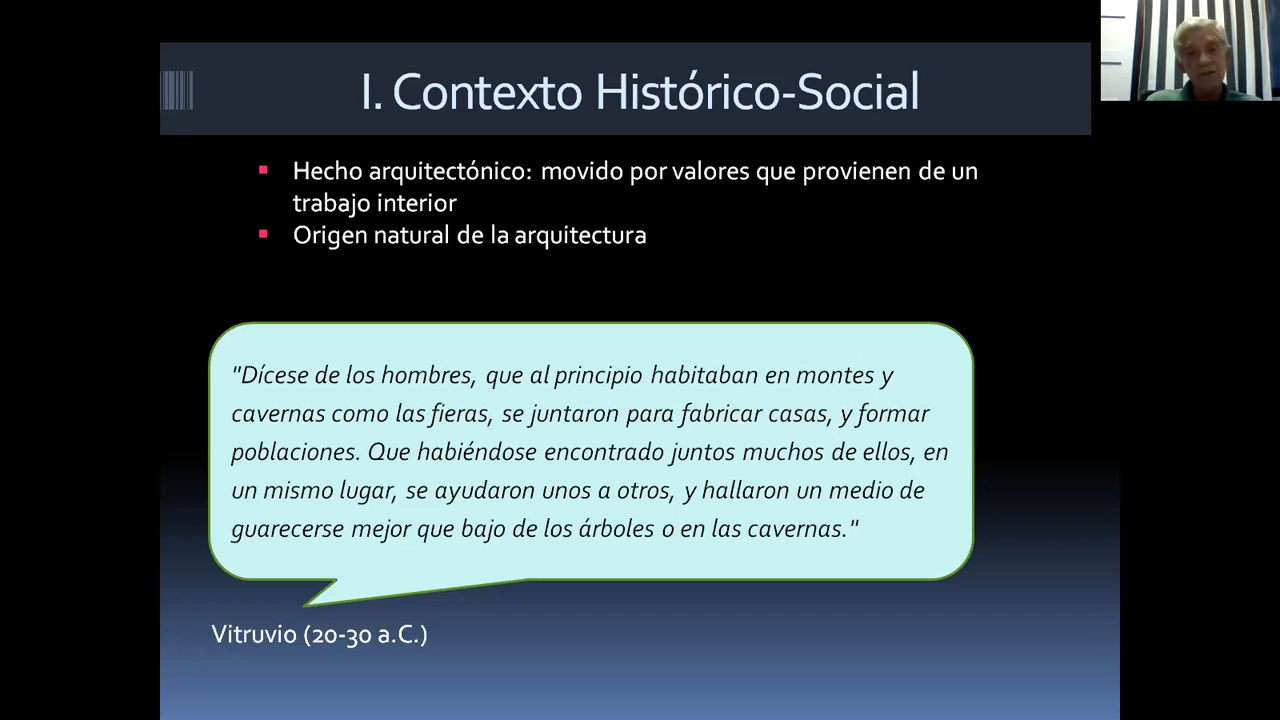 I. Contexto Histórico-Social
Hecho arquitectónico: movido por valores que provienen de un
trabajo interior
Origen natural de la arquitectura
"Dícese de los hombres, que al principio habitaban en montes y
cavernas como las fieras, se juntaron para fabricar casas, y formar
poblaciones. Que habiéndose encontrado juntos muchos de ellos, en
un mismo lugar, se ayudaron unos a otros, y hallaron un medio de
guarecerse mejor que bajo de los árboles o en las cavernas."
Vitruvio (20-30 a.C.)